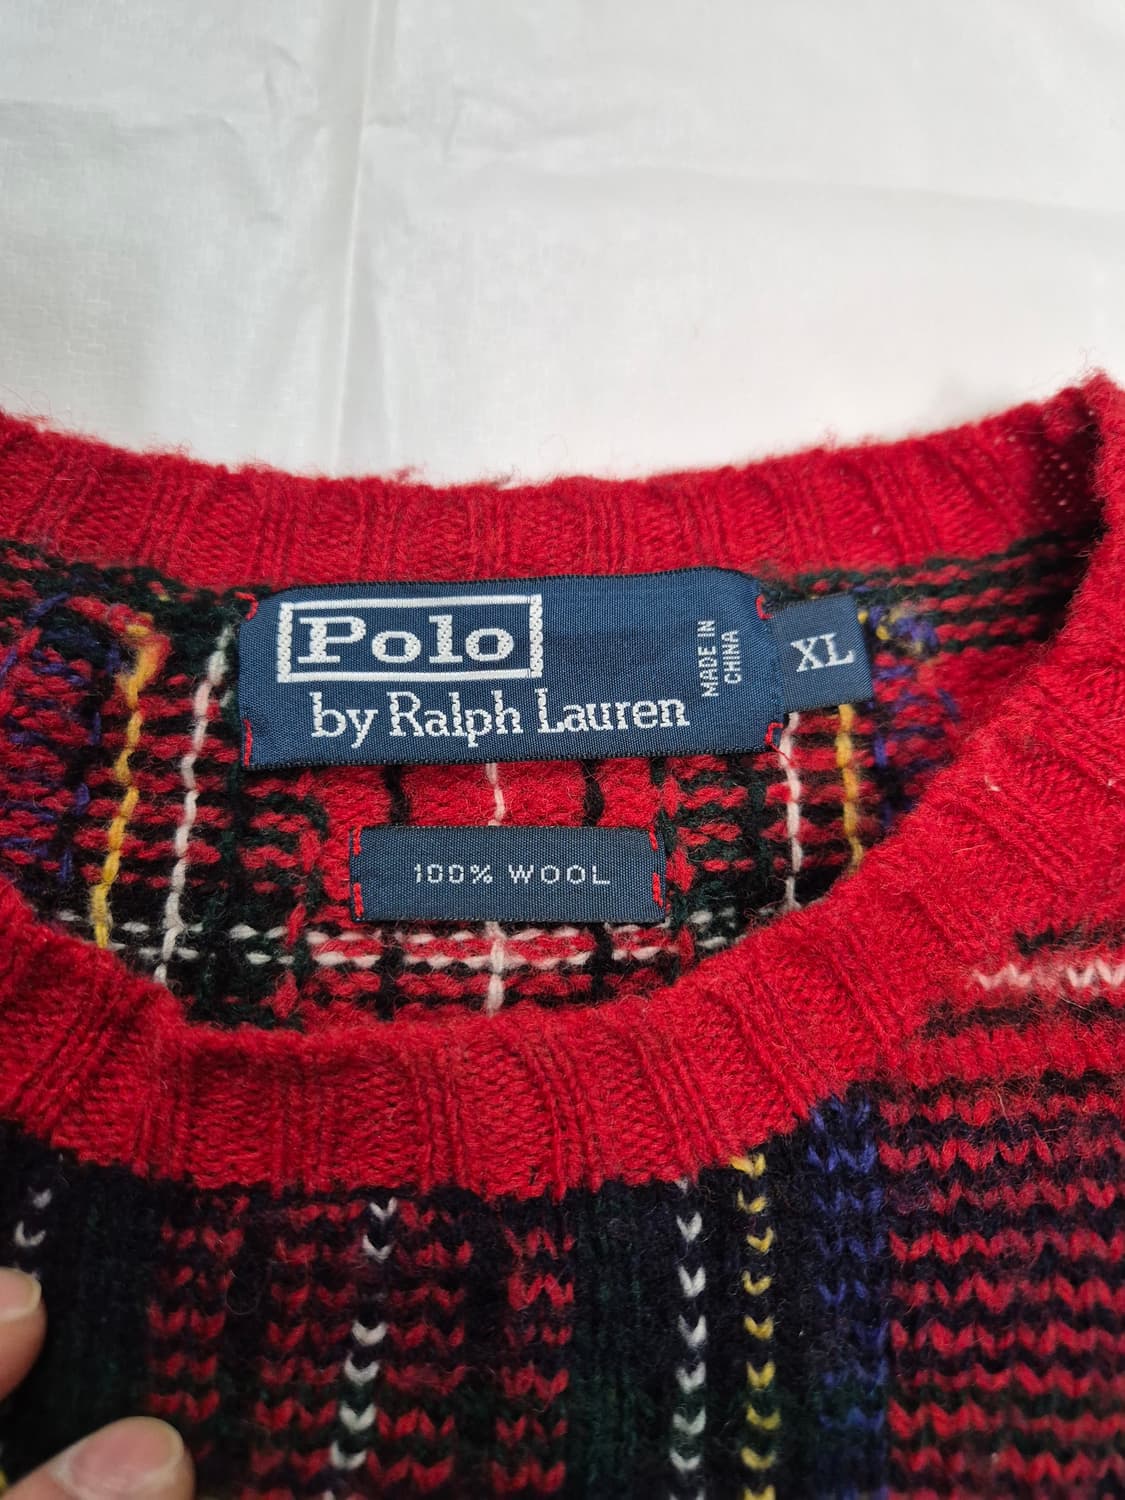 Polo
by Ralph Lauren
MADE IN
CHINA
XL
100% WOOL